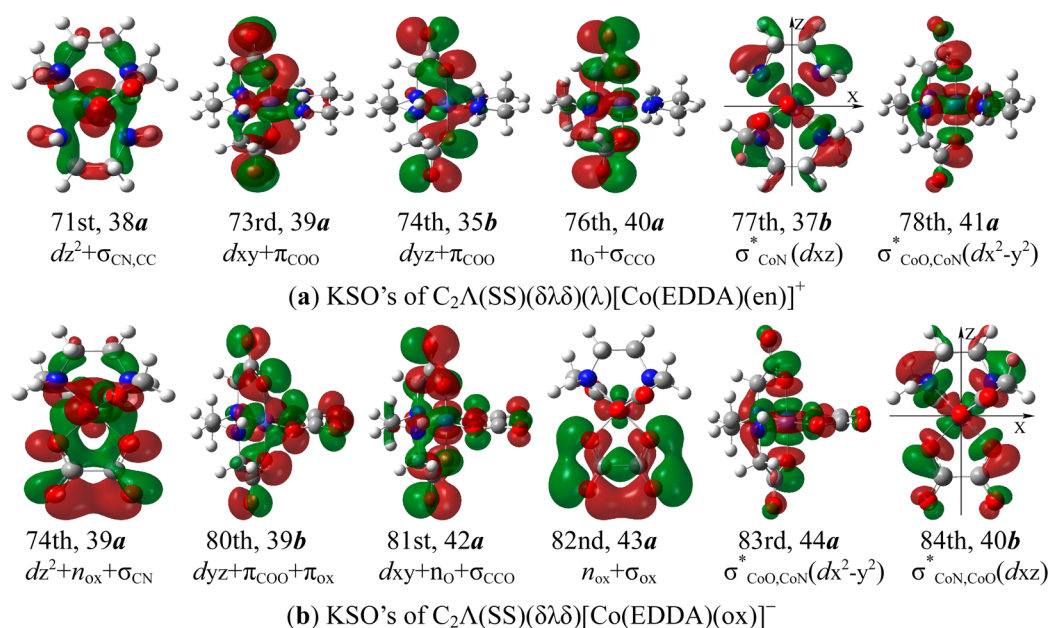 Z
X
71st, 38a 73rd, 39a 74th, 35b 76th, 40a 77th, 37b 78th, 41a
dz²+σCN,CC dxy+πCOO dyz+πCOO nO+σCCO σ*CoN(dxz) σ*CoO,CoN(dx²-y²)
(a) KSO's of C₂Λ(SS)(δλδ)(λ)[Co(EDDA)(en)]⁺
Z
X
74th, 39a 80th, 39b 81st, 42a 82nd, 43a 83rd, 44a 84th, 40b
dz²+nox+σCN dyz+πCOO+πox dxy+nO+σCCO nox+σox σ*CoO,CoN(dx²-y²) σ*CoN,CoO(dxz)
(b) KSO's of C₂Λ(SS)(δλδ)[Co(EDDA)(ox)]⁻